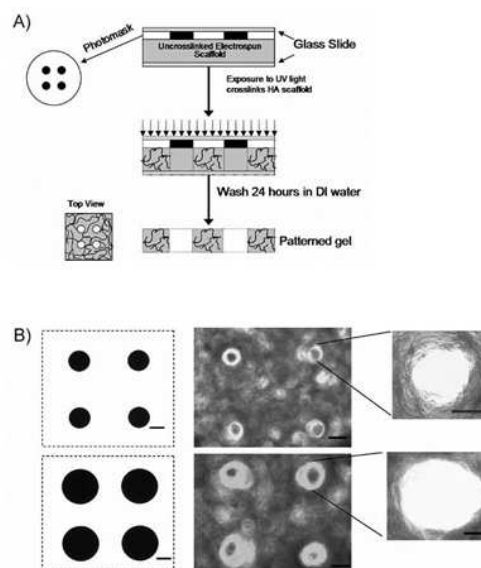 A)
Photomask
Uncrosslinked Electrospun
Scaffold
Glass Slide
Exposure to UV light
crosslinks HA scaffold
Wash 24 hours in DI water
Top View
Patterned gel
B)